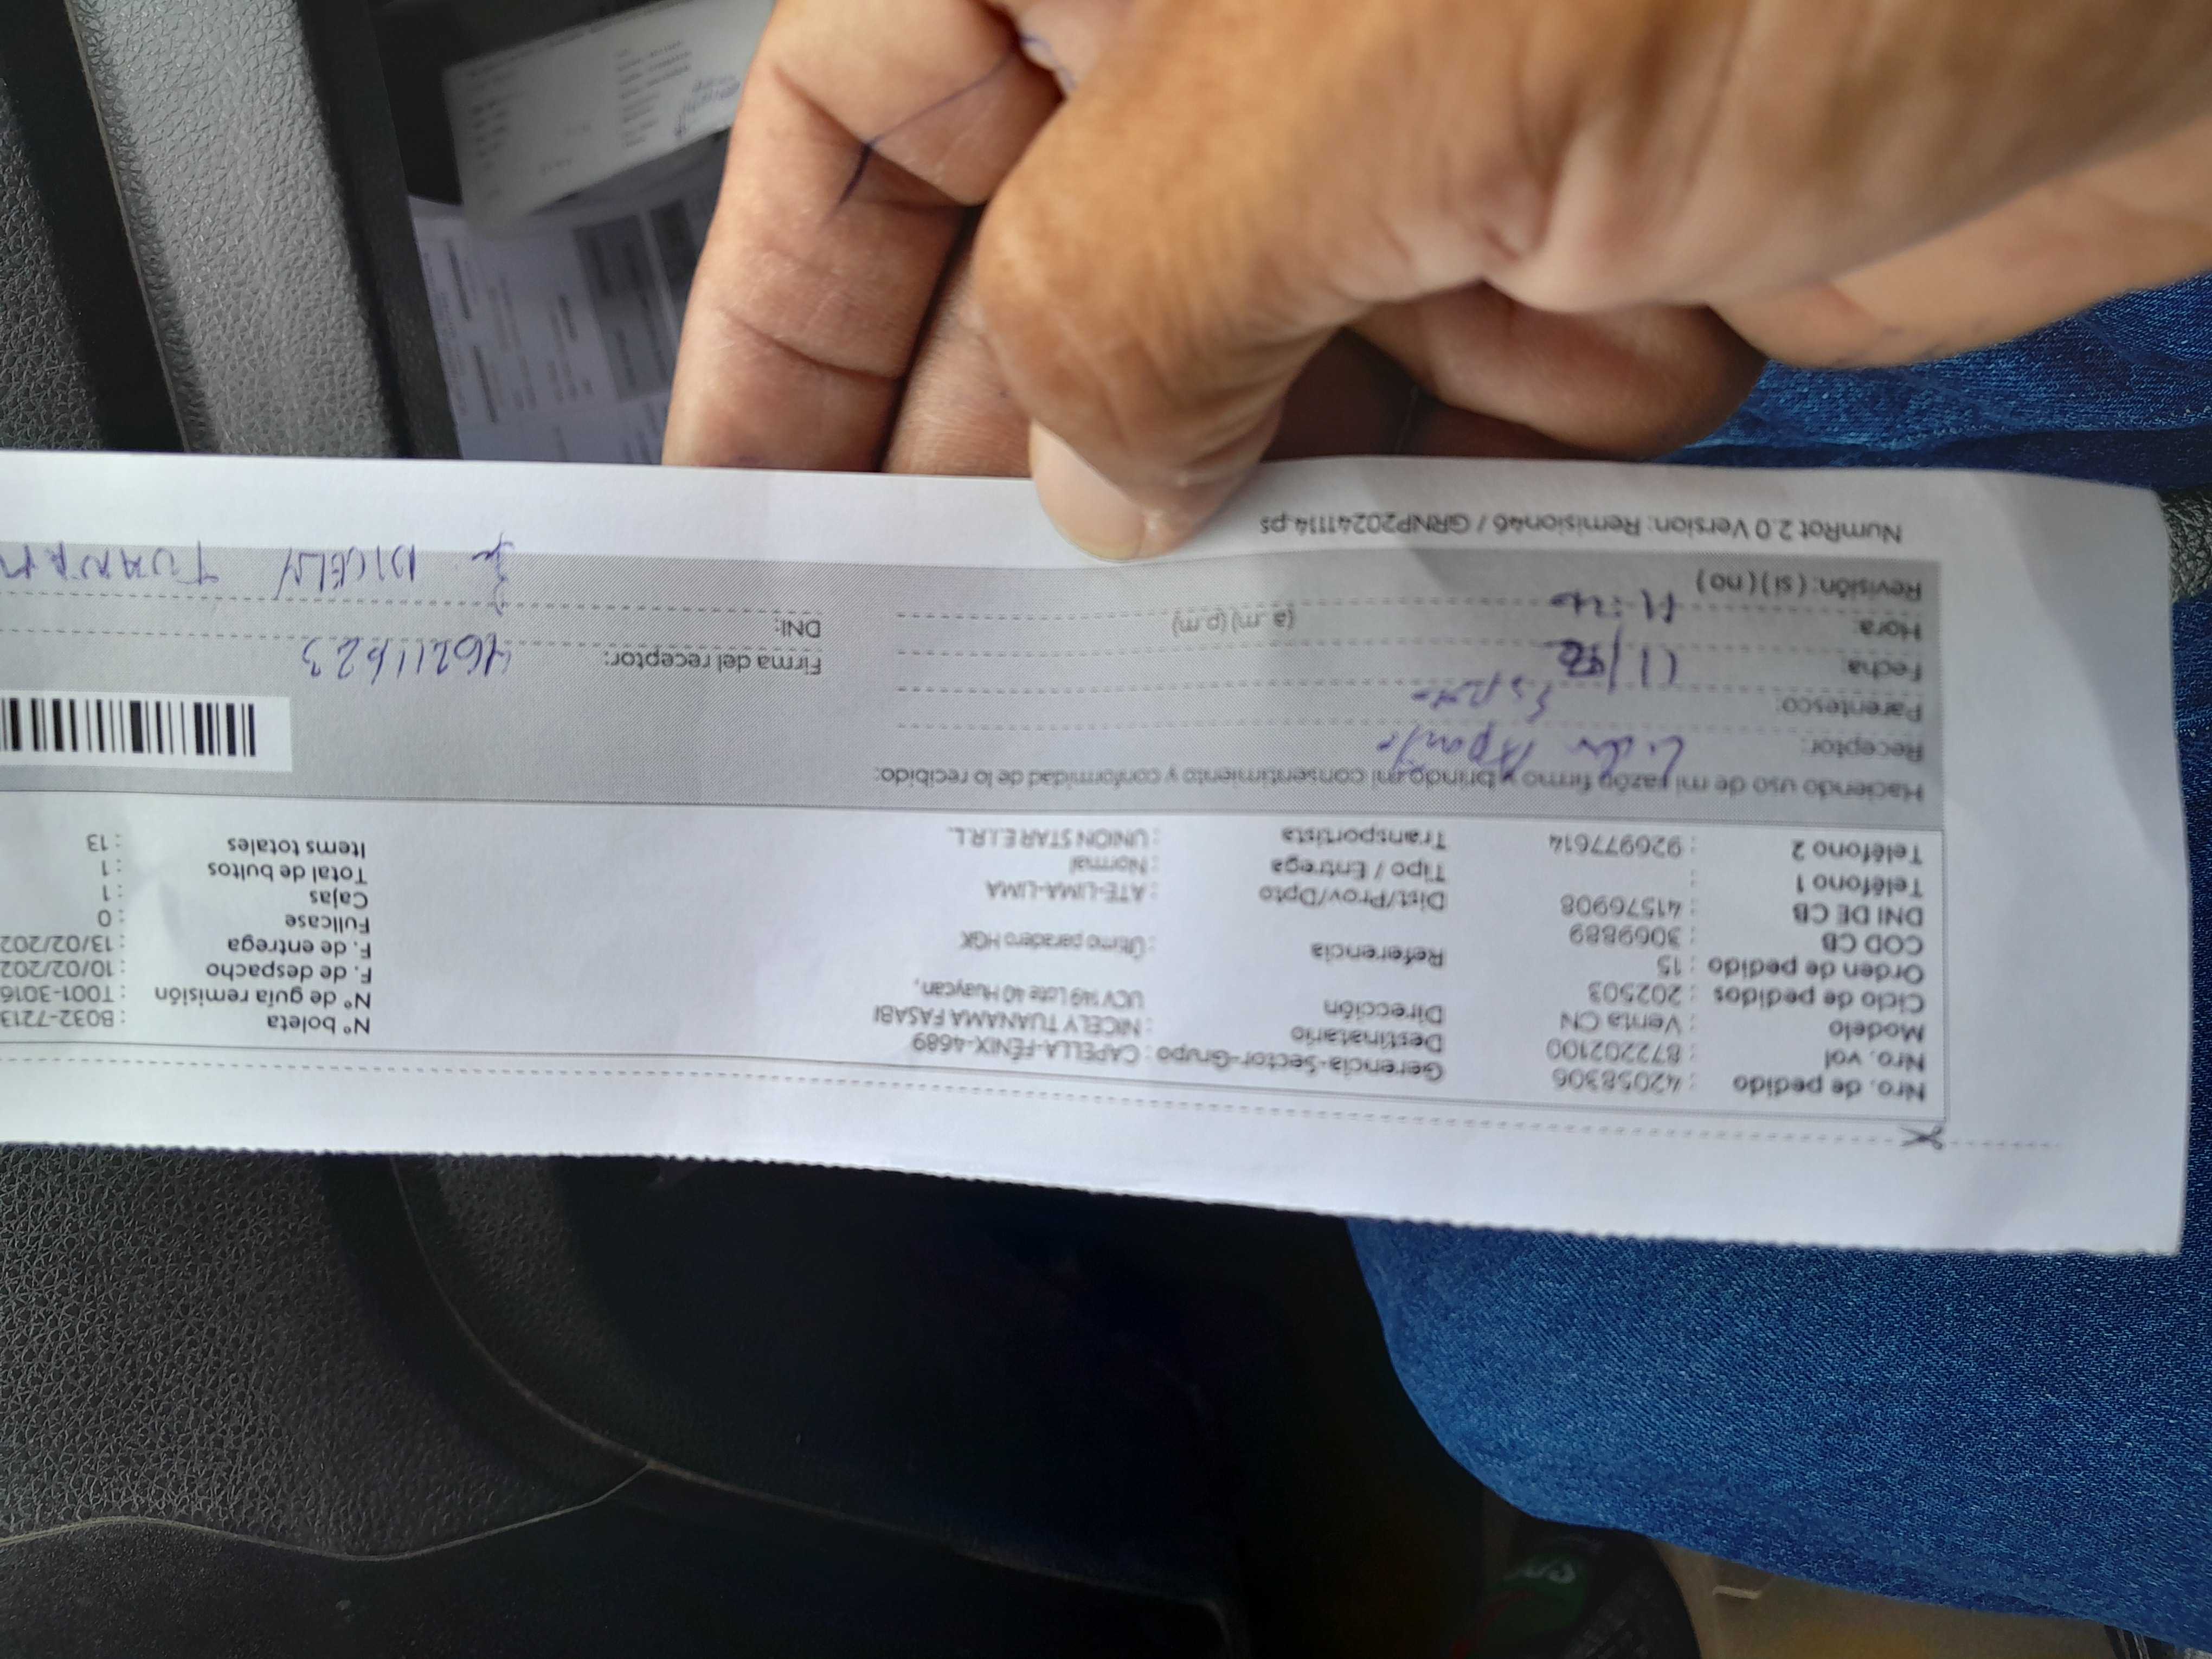 Nro. de pedido : 42058306 Gerencia-Sector-Grupo : CAPELLA-FÉNIX-4689 Nº boleta : B032-7213
Nro. vol : 872202100 Destinatario : NICELY TUANAMA FASABI Nº de guía remisión : T001-3016
Modelo : Venta CN Dirección UCV 149 Lote 40 Huaycan, F. de despacho : 10/02/202
Ciclo de pedidos : 202503 F. de entrega : 13/02/202
Orden de pedido : 15 Referencia : Último paradero HGK Fullcase : 0
COD CB : 3069889 Cajas : 1
DNI DE CB : 41576908 Dist/Prov/Dpto : ATE-LIMA-LIMA Total de bultos : 1
Teléfono 1 : Tipo / Entrega : Normal Items totales : 13
Teléfono 2 : 926977614 Transportista : UNION STAR E.I.R.L.
Haciendo uso de mi razón firmo y brindo mi consentimiento y conformidad de lo recibido:
Receptor:
Parentesco:
Fecha Firma del receptor: 46211623
Hora: (a .m) (p.m) DNI:
Revisión: ( si ) ( no ) NICELY TUANAM
NumRot 2.0 Version: Remision46 / GRNP20241114.ps